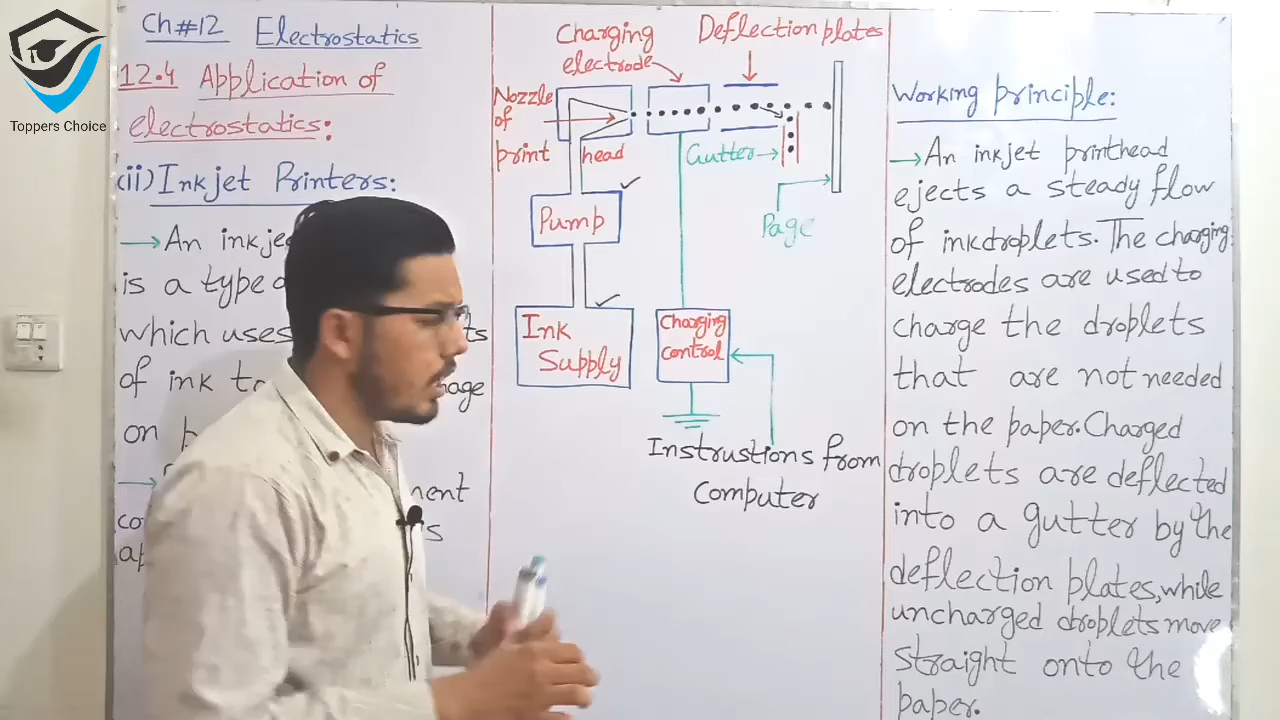 Toppers Choice
Ch#12 Electrostatics
12.4 Application of
electrostatics:
(ii) Inkjet Printers:
→ An inkje
is a type
which uses
of ink to age
on
nent
Charging
electrode
Deflection plates
Nozzle
of
print head
Gutter→
Page
Pump
Ink
Supply
Charging
control
Instrustions from
Computer
Working principle:
→ An inkjet printhead
ejects a steady flow
of inkdroplets. The charging
electrodes are used to
charge the droplets
that are not needed
on the paper. Charged
droplets are deflected
into a gutter by the
deflection plates, while
uncharged droplets move
straight onto the
paper.